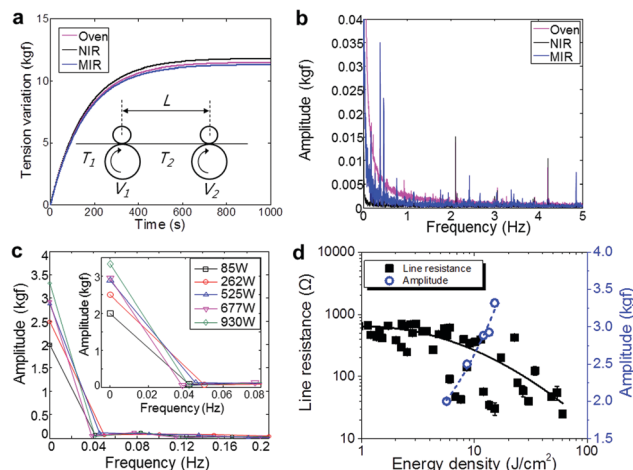 a
Tension variation (kgf)
15
10
5
0
Oven
NIR
MIR
L
T1
T2
V1
V2
0 200 400 600 800 1000
Time (s)
b
Amplitude (kgf)
0.04
0.035
0.03
0.025
0.02
0.015
0.01
0.005
0
Oven
NIR
MIR
0 1 2 3 4 5
Frequency (Hz)
c
Amplitude (kgf)
4
3.5
3
2.5
2
1.5
1
0.5
0
Amplitude (kgf)
3
2
1
0
85W
262W
525W
677W
930W
0 0.02 0.04 0.06 0.08
Frequency (Hz)
0 0.04 0.08 0.12 0.16 0.20
Frequency (Hz)
d
Line resistance (Ω)
10000
1000
100
10
Line resistance
Amplitude
4.0
3.5
3.0
2.5
2.0
1.5
Amplitude (kgf)
1 10 100
Energy density (J/cm2)